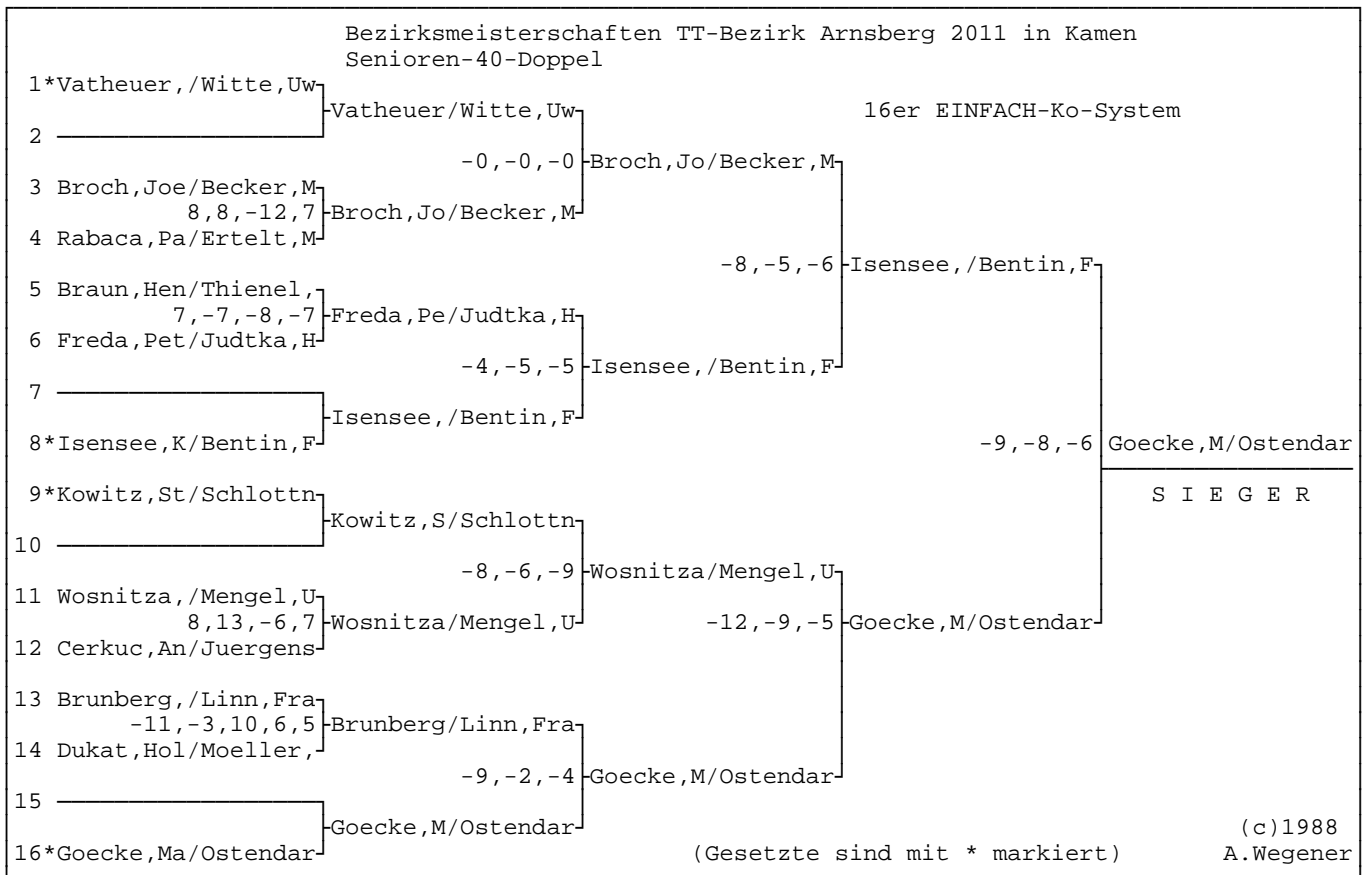 Bezirksmeisterschaften TT-Bezirk Arnsberg 2011 in Kamen
Senioren-40-Doppel
1*Vatheuer,/Witte,Uw
Vatheuer/Witte,Uw 16er EINFACH-Ko-System
2
-0,-0,-0 Broch,Jo/Becker,M
3 Broch,Joe/Becker,M
8,8,-12,7 Broch,Jo/Becker,M
4 Rabaca,Pa/Ertelt,M
-8,-5,-6 Isensee,/Bentin,F
5 Braun,Hen/Thienel,
7,-7,-8,-7 Freda,Pe/Judtka,H
6 Freda,Pet/Judtka,H
-4,-5,-5 Isensee,/Bentin,F
7
Isensee,/Bentin,F
8*Isensee,K/Bentin,F -9,-8,-6 Goecke,M/Ostendar
9*Kowitz,St/Schlottn S I E G E R
Kowitz,S/Schlottn
10
-8,-6,-9 Wosnitza/Mengel,U
11 Wosnitza,/Mengel,U
8,13,-6,7 Wosnitza/Mengel,U -12,-9,-5 Goecke,M/Ostendar
12 Cerkuc,An/Juergens
13 Brunberg,/Linn,Fra
-11,-3,10,6,5 Brunberg/Linn,Fra
14 Dukat,Hol/Moeller,
-9,-2,-4 Goecke,M/Ostendar
15
Goecke,M/Ostendar (c)1988
16*Goecke,Ma/Ostendar (Gesetzte sind mit * markiert) A.Wegener